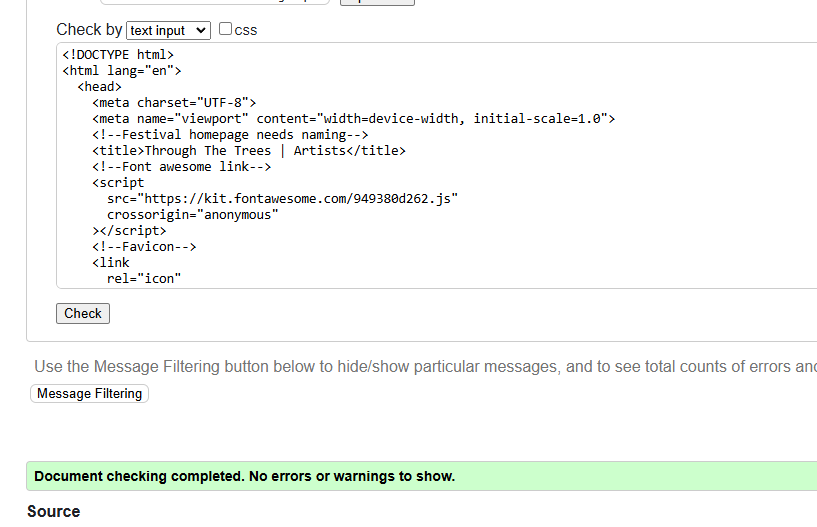 Check by text input css
<!DOCTYPE html>
<html lang="en">
<head>
<meta charset="UTF-8">
<meta name="viewport" content="width=device-width, initial-scale=1.0">
<!--Festival homepage needs naming-->
<title>Through The Trees | Artists</title>
<!--Font awesome link-->
<script
src="https://kit.fontawesome.com/949380d262.js"
crossorigin="anonymous"
></script>
<!--Favicon-->
<link
rel="icon"
Check
Use the Message Filtering button below to hide/show particular messages, and to see total counts of errors and
Message Filtering
Document checking completed. No errors or warnings to show.
Source